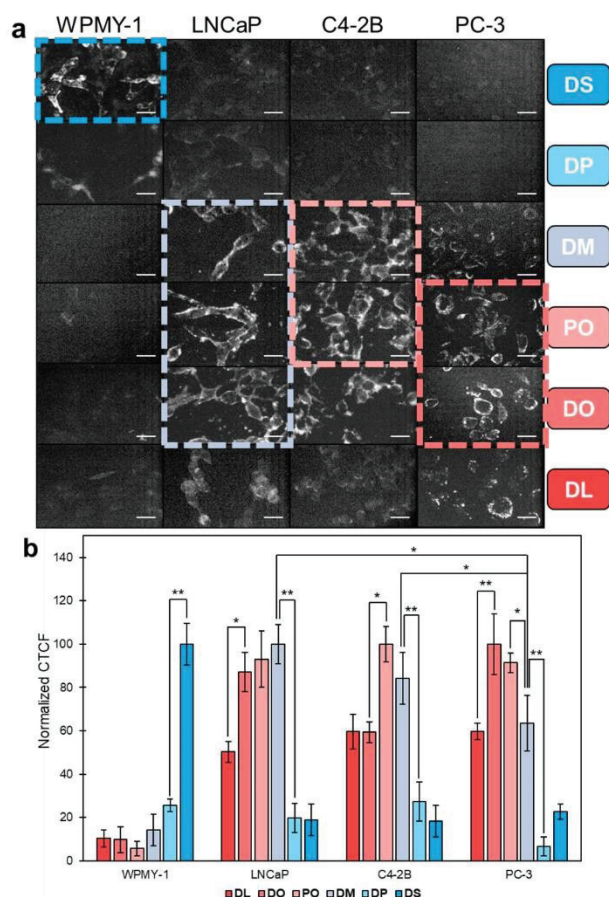 a
WPMY-1 LNCaP C4-2B PC-3
DS
DP
DM
PO
DO
DL
b
Normalized CTCF
140
120
100
80
60
40
20
0
** * ** * ** ** * ** * *
WPMY-1 LNCaP C4-2B PC-3
DL DO PO DM DP DS